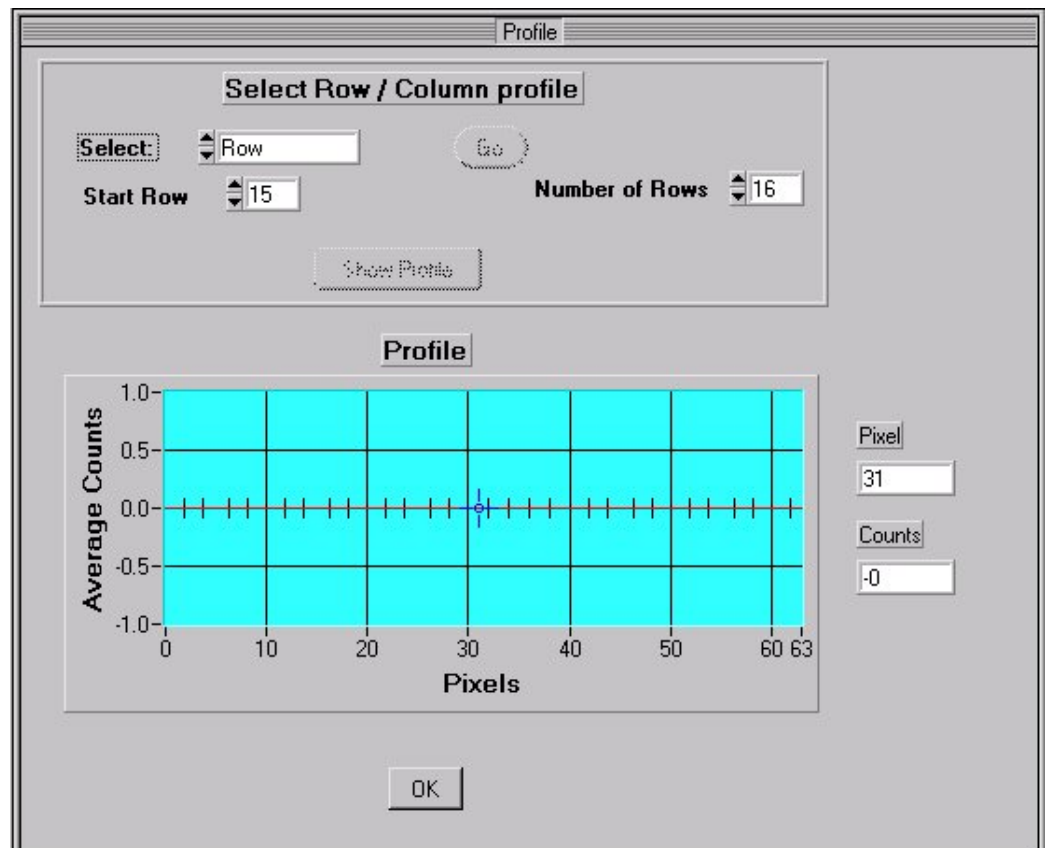 Profile
Select Row / Column profile
Select: Row Go
Start Row 15 Number of Rows 16
Show Profile
Profile
Average Counts
1.0
0.5
0.0
-0.5
-1.0
0 10 20 30 40 50 60 63
Pixels
Pixel
31
Counts
-0
OK